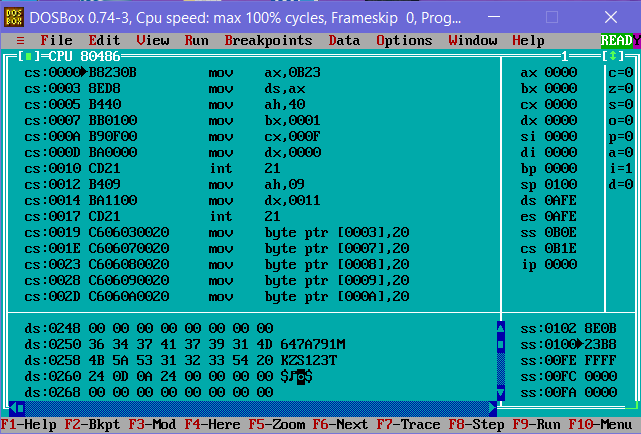 DOSBox 0.74-3, Cpu speed: max 100% cycles, Frameskip 0, Prog...
≡ File Edit View Run Breakpoints Data Options Window Help READY
[■]=CPU 80486 1 [↕]
cs:0000►B8230B mov ax,0B23 ax 0000 c=0
cs:0003 8ED8 mov ds,ax bx 0000 z=0
cs:0005 B440 mov ah,40 cx 0000 s=0
cs:0007 BB0100 mov bx,0001 dx 0000 o=0
cs:000A B90F00 mov cx,000F si 0000 p=0
cs:000D BA0000 mov dx,0000 di 0000 a=0
cs:0010 CD21 int 21 bp 0000 i=1
cs:0012 B409 mov ah,09 sp 0100 d=0
cs:0014 BA1100 mov dx,0011 ds 0AFE
cs:0017 CD21 int 21 es 0AFE
cs:0019 C606030020 mov byte ptr [0003],20 ss 0B0E
cs:001E C606070020 mov byte ptr [0007],20 cs 0B1E
cs:0023 C606080020 mov byte ptr [0008],20 ip 0000
cs:0028 C606090020 mov byte ptr [0009],20
cs:002D C6060A0020 mov byte ptr [000A],20
ds:0248 00 00 00 00 00 00 00 00 ss:0102 8E0B
ds:0250 36 34 37 41 37 39 31 4D 647A791M ss:0100►23B8
ds:0258 4B 5A 53 31 32 33 54 20 KZS123T ss:00FE FFFF
ds:0260 24 0D 0A 24 00 00 00 00 $♪◙$ ss:00FC 0000
ds:0268 00 00 00 00 00 00 00 00 ss:00FA 0000
F1-Help F2-Bkpt F3-Mod F4-Here F5-Zoom F6-Next F7-Trace F8-Step F9-Run F10-Menu